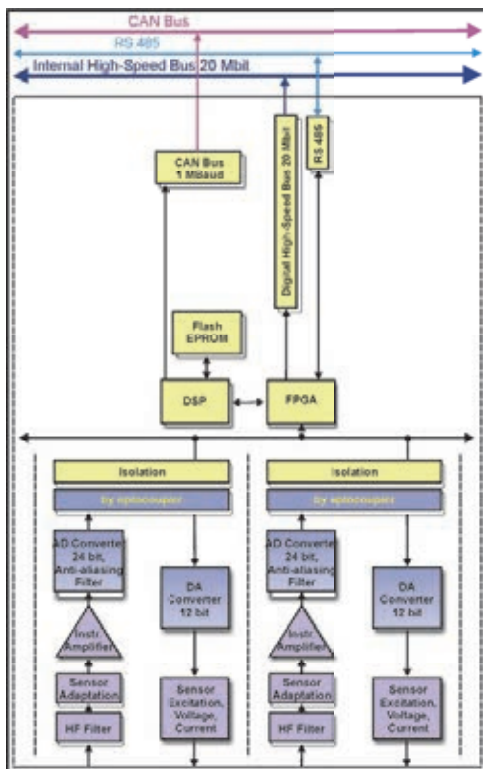 CAN Bus
RS 485
Internal High-Speed Bus 20 Mbit
CAN Bus
1 MBaud
Digital High-Speed Bus 20 Mbit
RS 485
Flash
EPROM
DSP
FPGA
Isolation
by optocoupler
AD Converter
24 bit,
Anti-aliasing
Filter
DA
Converter
12 bit
Instr.
Amplifier
Sensor
Adaptation
HF Filter
Sensor
Excitation,
Voltage,
Current
Isolation
by optocoupler
AD Converter
24 bit,
Anti-aliasing
Filter
DA
Converter
12 bit
Instr.
Amplifier
Sensor
Adaptation
HF Filter
Sensor
Excitation,
Voltage,
Current